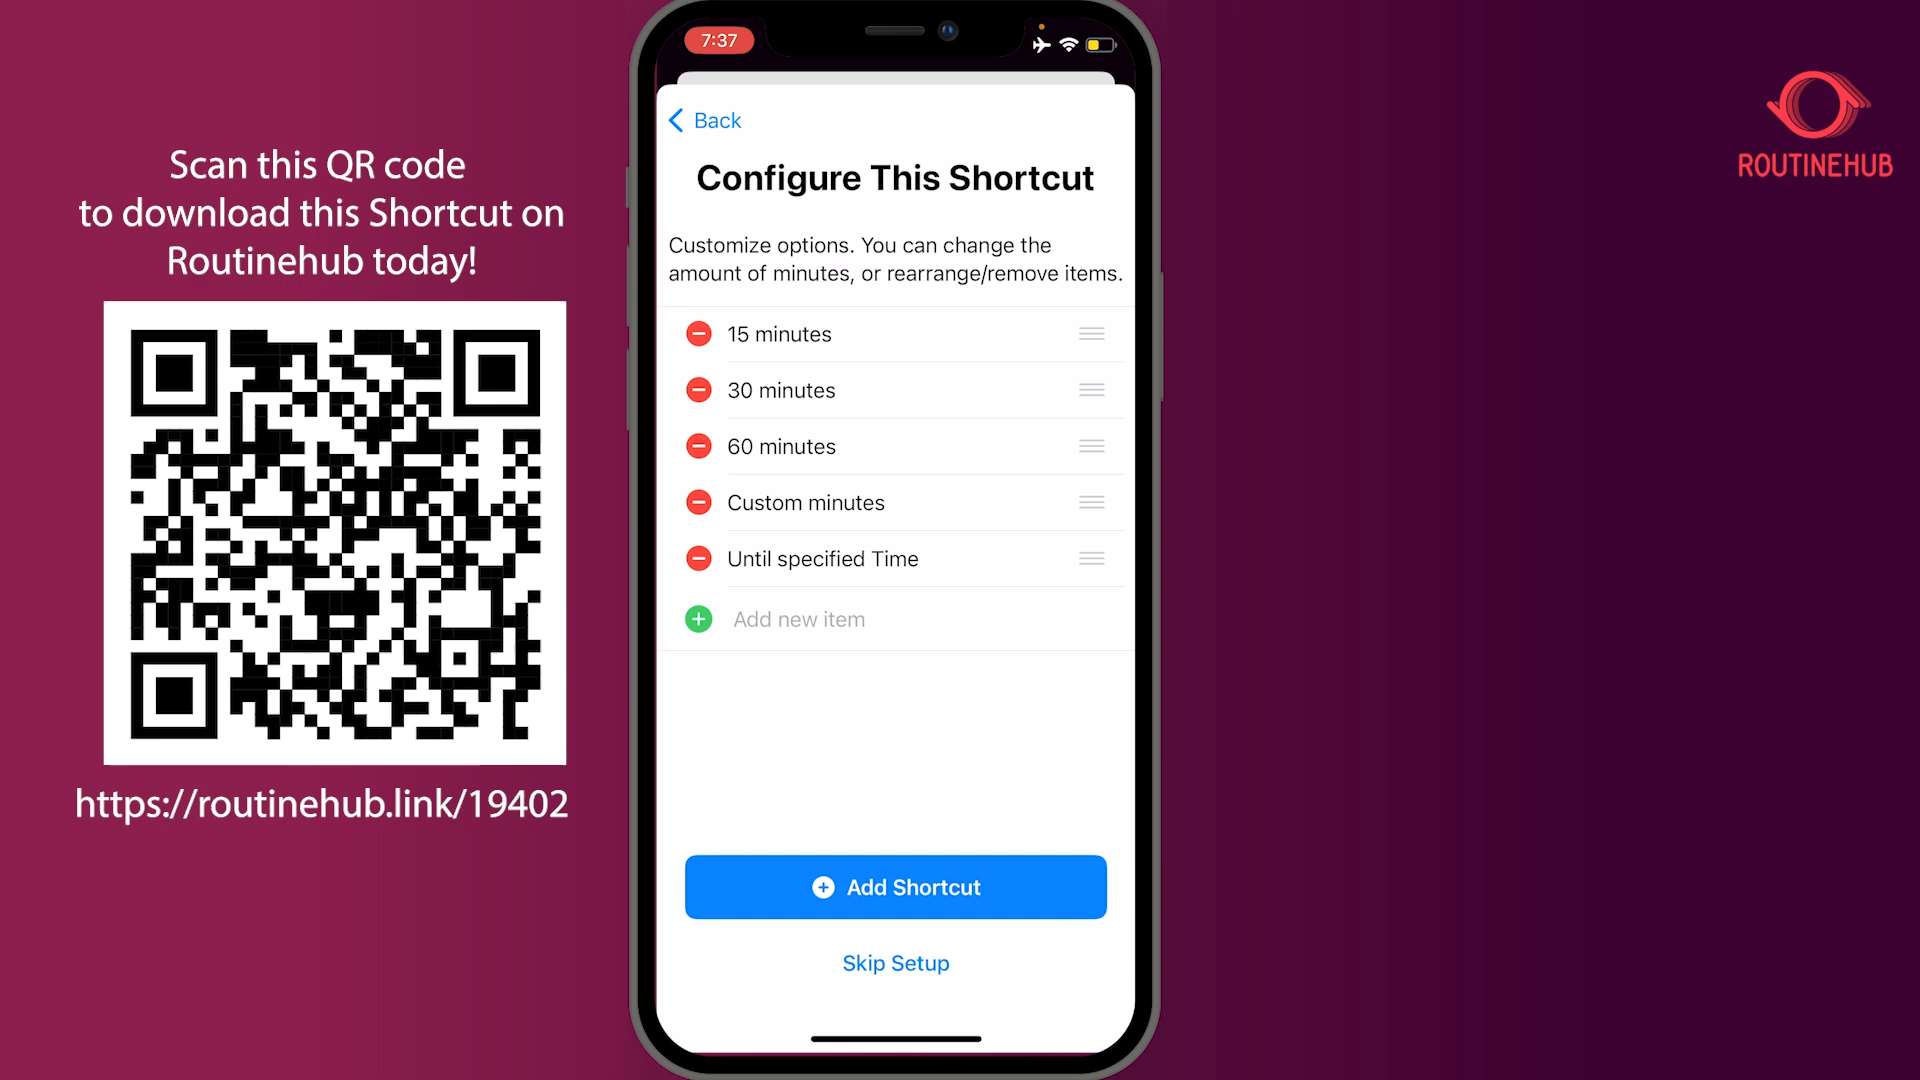 Scan this QR code
to download this Shortcut on
Routinehub today!
https://routinehub.link/19402
7:37
Back
Configure This Shortcut
Customize options. You can change the
amount of minutes, or rearrange/remove items.
15 minutes
30 minutes
60 minutes
Custom minutes
Until specified Time
Add new item
Add Shortcut
Skip Setup
ROUTINEHUB